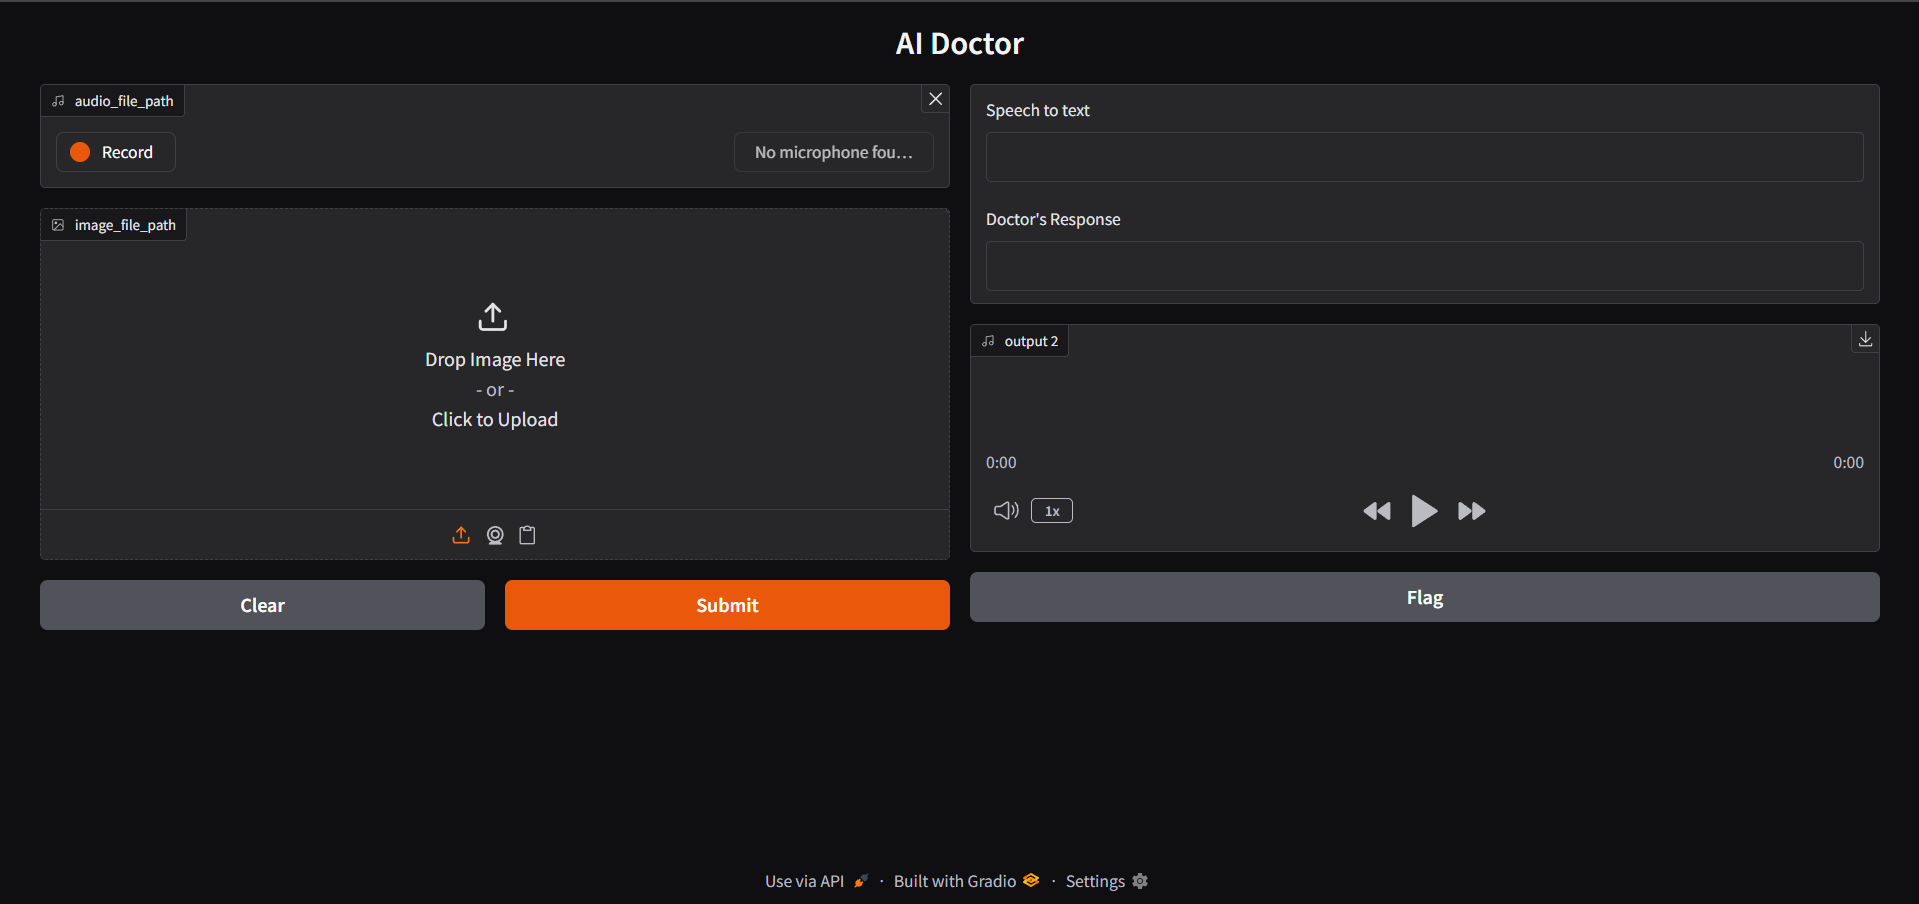 AI Doctor
audio_file_path
Record
No microphone fou...
image_file_path
Drop Image Here
- or -
Click to Upload
Clear
Submit
Speech to text
Doctor's Response
output 2
0:00
0:00
1x
Flag
Use via API · Built with Gradio · Settings